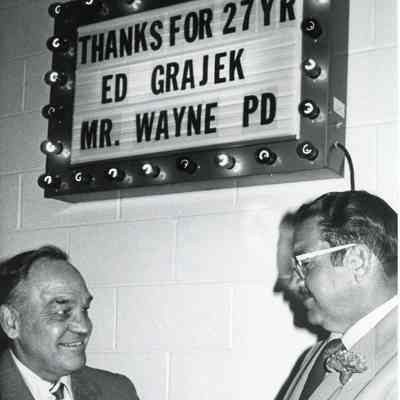 THANKS FOR 27YR
ED GRAJEK
MR. WAYNE PD